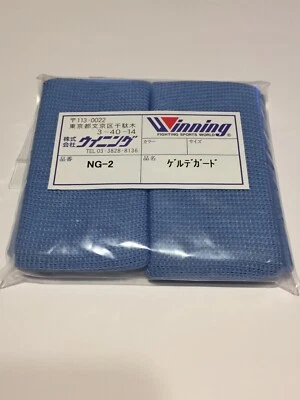 〒113-0022
東京都文京区千駄木
3-40-14
株式会社 ウイニング
TEL 03-3828-8136
Winning
FIGHTING SPORTS WORLD
カラー
サイズ
品番
NG-2
品名
ゲルデガード